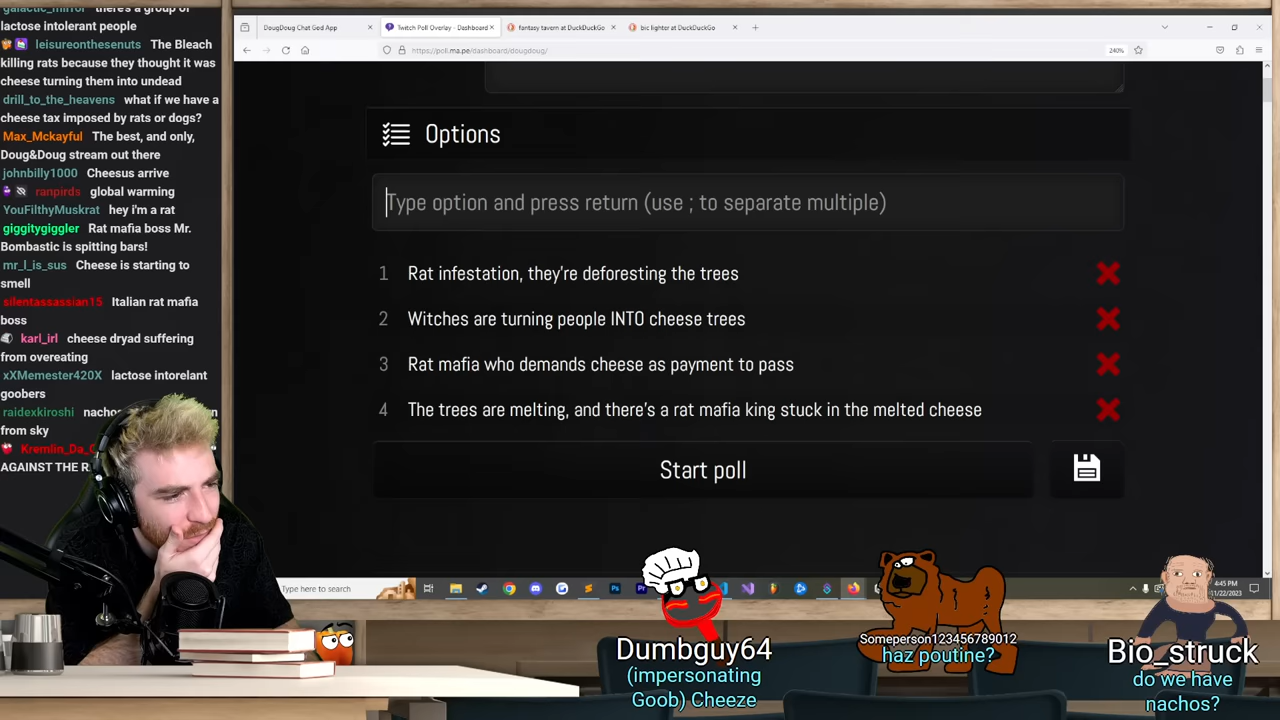 galactic_mirror there's a group of
lactose intolerant people
leisureonthesenuts The Bleach
killing rats because they thought it was
cheese turning them into undead
drill_to_the_heavens what if we have a
cheese tax imposed by rats or dogs?
Max_Mckayful The best, and only,
Doug&Doug stream out there
johnbilly1000 Cheesus arrive
ranpirds global warming
YouFilthyMuskrat hey i'm a rat
giggitygiggler Rat mafia boss Mr.
Bombastic is spitting bars!
mr_l_is_sus Cheese is starting to
smell
silentassassian15 Italian rat mafia
boss
karl_irl cheese dryad suffering
from overeating
xXMemester420X lactose intorelant
goobers
raidexkiroshi
from sky
AGAINST THE
DougDoug Chat God App
Twitch Poll Overlay - Dashboard
fantasy tavern at DuckDuckGo
bic lighter at DuckDuckGo
https://poll.ma.pe/dashboard/dougdoug/
240%
Options
Type option and press return (use ; to separate multiple)
1 Rat infestation, they're deforesting the trees
2 Witches are turning people INTO cheese trees
3 Rat mafia who demands cheese as payment to pass
4 The trees are melting, and there's a rat mafia king stuck in the melted cheese
Start poll
Type here to search
4:45 PM
11/22/2023
Dumbguy64
(impersonating
Goob) Cheeze
Someperson123456789012
haz poutine?
Bio_struck
do we have
nachos?